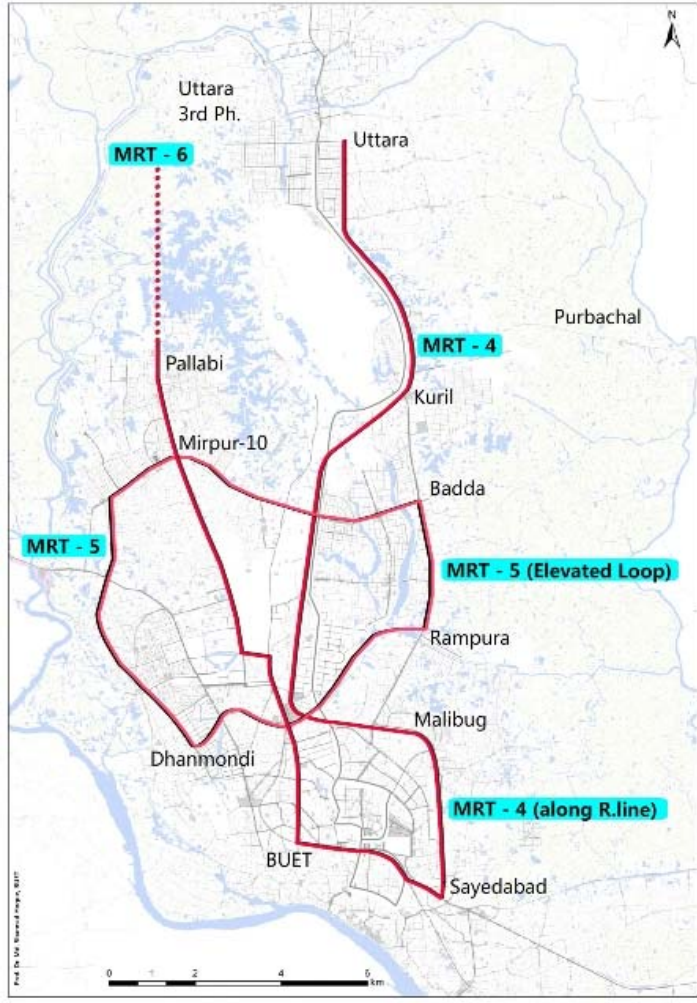 N
Uttara
3rd Ph.
Uttara
MRT - 6
Purbachal
MRT - 4
Pallabi
Kuril
Mirpur-10
Badda
MRT - 5
MRT - 5 (Elevated Loop)
Rampura
Malibug
Dhanmondi
MRT - 4 (along R.line)
BUET
Sayedabad
0 1 2 4 6
km